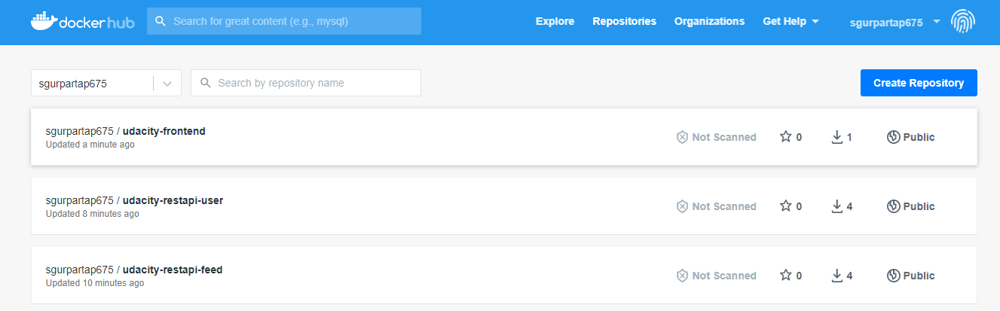 dockerhub
Search for great content (e.g., mysql)
Explore
Repositories
Organizations
Get Help
sgurpartap675
sgurpartap675
Search by repository name
Create Repository
sgurpartap675 / udacity-frontend
Updated a minute ago
Not Scanned
0
1
Public
sgurpartap675 / udacity-restapi-user
Updated 8 minutes ago
Not Scanned
0
4
Public
sgurpartap675 / udacity-restapi-feed
Updated 10 minutes ago
Not Scanned
0
4
Public